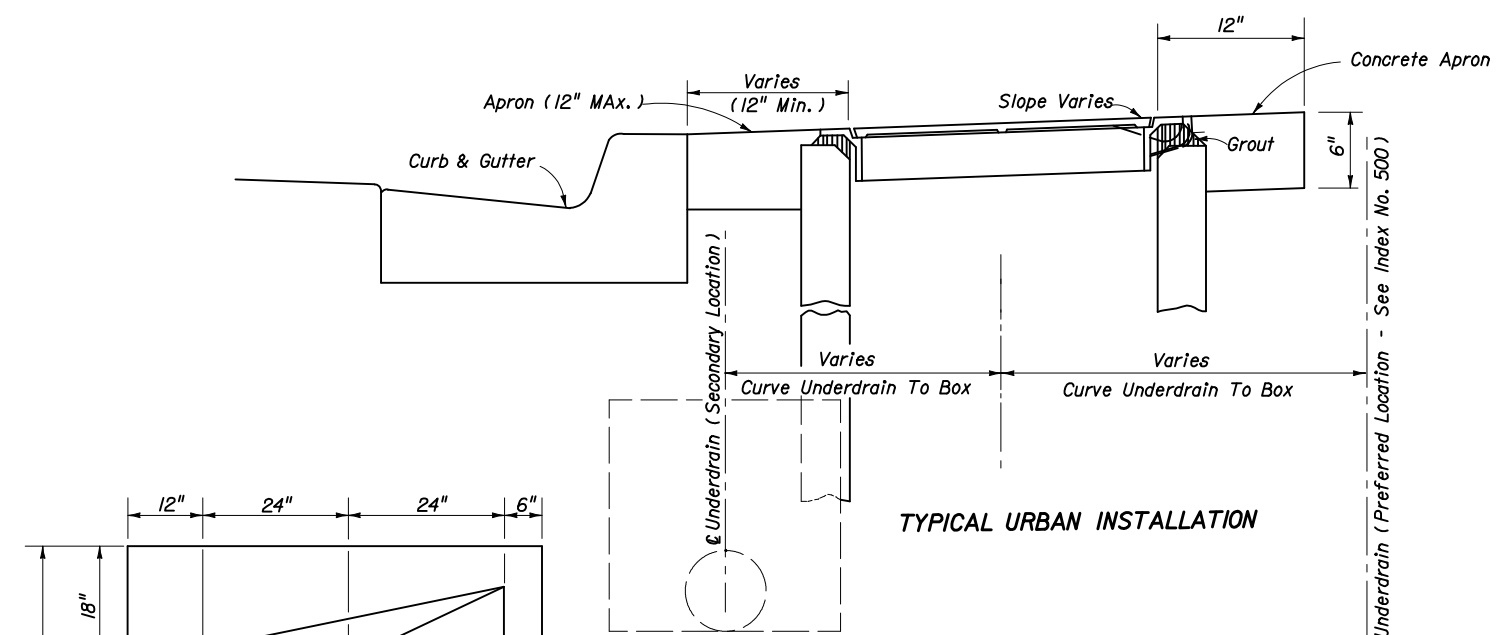 12"
Concrete Apron
Varies
(12" Min.)
Apron (12" MAx.)
Slope Varies
Curb & Gutter
Grout
6"
℄ Underdrain (Secondary Location)
Underdrain (Preferred Location - See Index No. 500)
Varies
Curve Underdrain To Box
Varies
Curve Underdrain To Box
TYPICAL URBAN INSTALLATION
12"
24"
24"
6"
18"